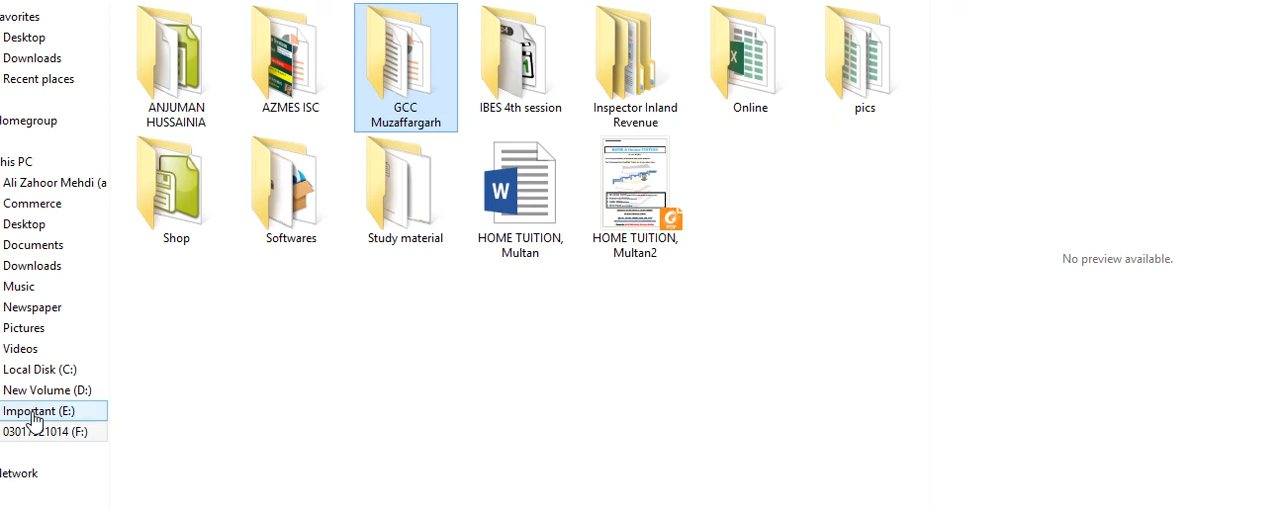 avorites
Desktop
Downloads
Recent places
omegroup
his PC
Ali Zahoor Mehdi (a
Commerce
Desktop
Documents
Downloads
Music
Newspaper
Pictures
Videos
Local Disk (C:)
New Volume (D:)
Important (E:)
1014 (F:)
etwork
ANJUMAN
HUSSAINIA
AZMES ISC
GCC
Muzaffargarh
IBES 4th session
Inspector Inland
Revenue
Online
pics
Shop
Softwares
Study material
HOME TUITION,
Multan
HOME TUITION,
Multan2
No preview available.